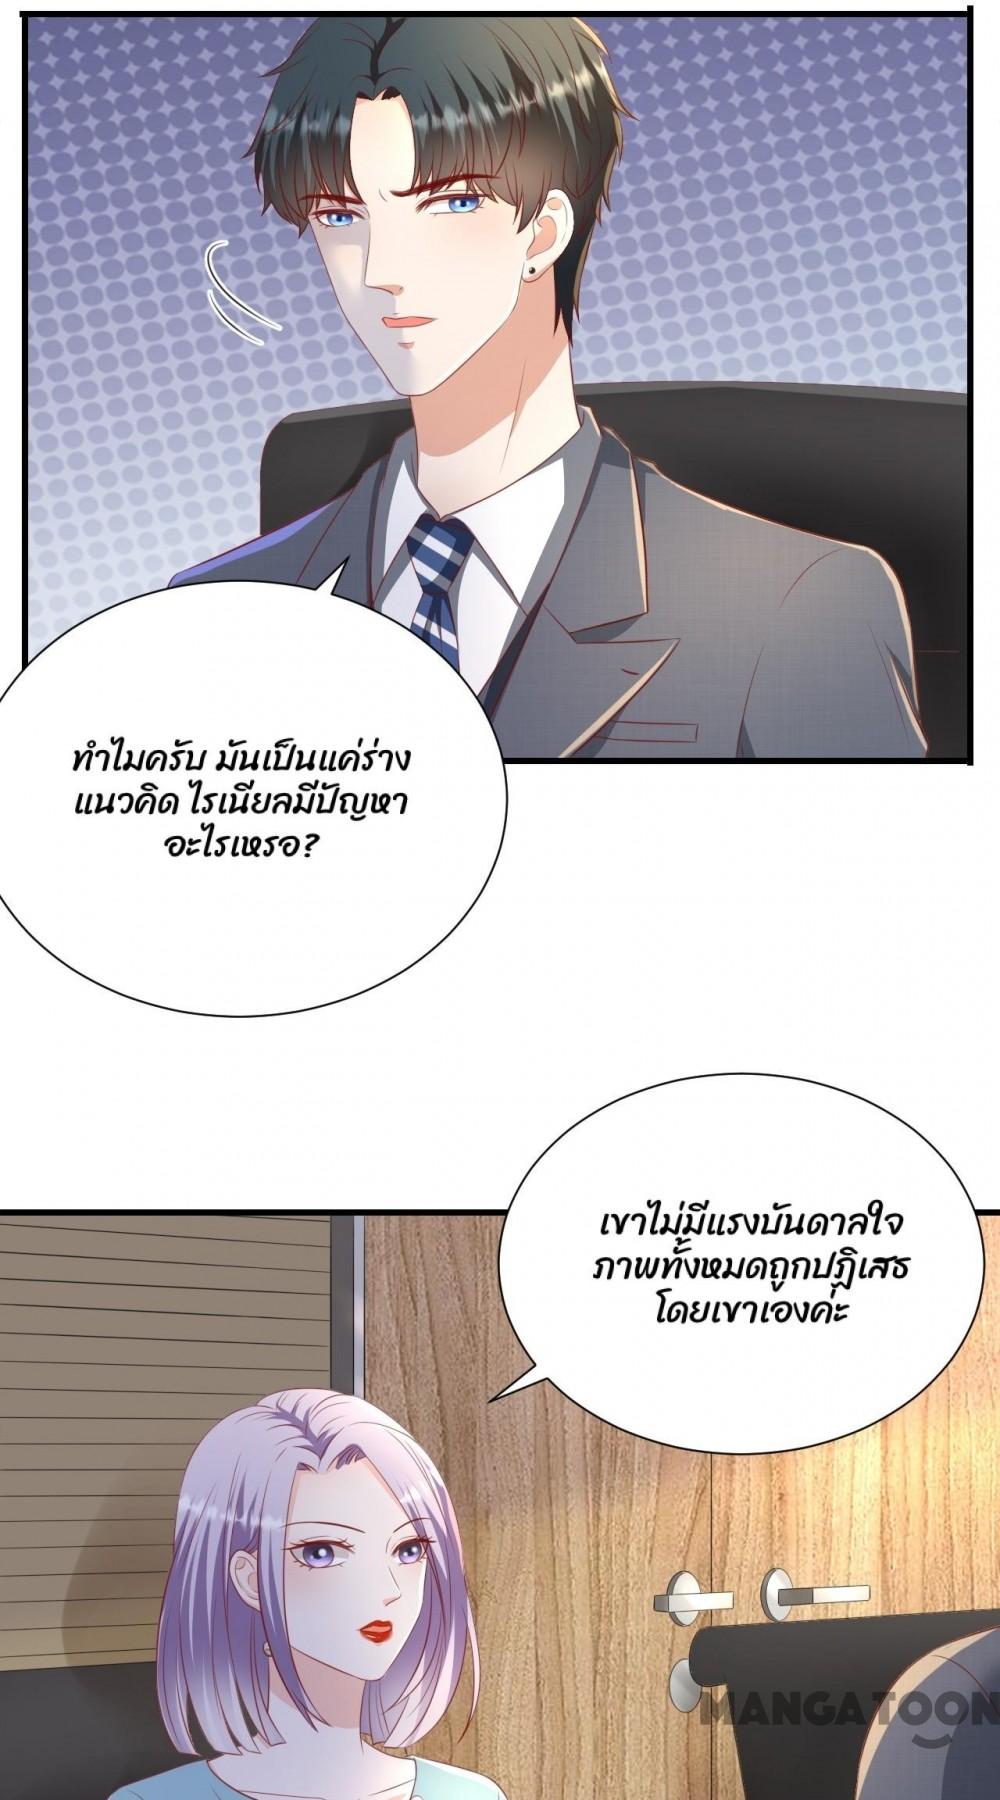 ทำไมครับ มันเป็นแค่ร่าง
แนวคิด ไรเนียลมีปัญหา
อะไรเหรอ?
เขาไม่มีแรงบันดาลใจ
ภาพทั้งหมดถูกปฏิเสธ
โดยเขาเองค่ะ
MANGATOON